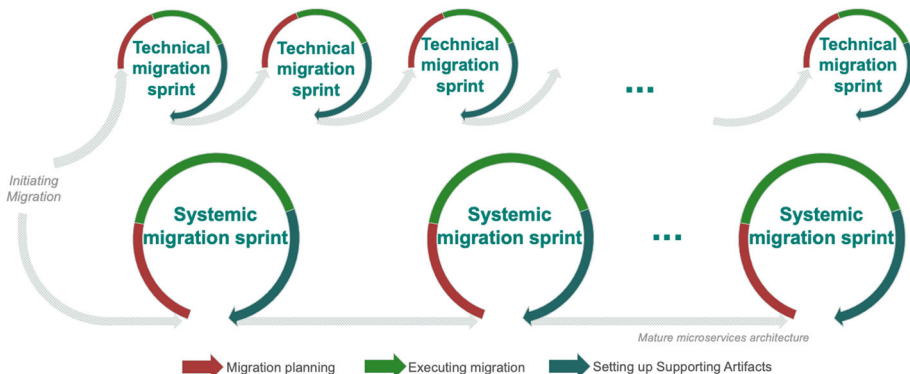 Technical
migration
sprint
Technical
migration
sprint
Technical
migration
sprint
...
Technical
migration
sprint
Initiating
Migration
Systemic
migration sprint
Systemic
migration sprint
...
Systemic
migration sprint
Mature microservices architecture
Migration planning
Executing migration
Setting up Supporting Artifacts